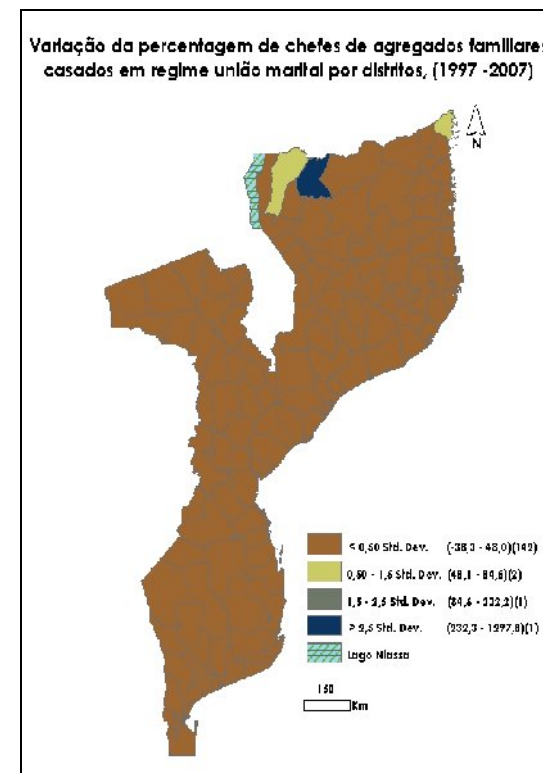 Variação da percentagem de chefes de agregados familiares
casados em regime união marital por distritos, (1997 -2007)
N
< 0,50 Std. Dev. (-38,3 - 48,0)(142)
0,50 - 1,5 Std. Dev. (48,1 - 84,6)(2)
1,5 - 2,5 Std. Dev. (84,6 - 232,2)(1)
> 2,5 Std. Dev. (232,3 - 1297,8)(1)
Lago Niassa
150
Km